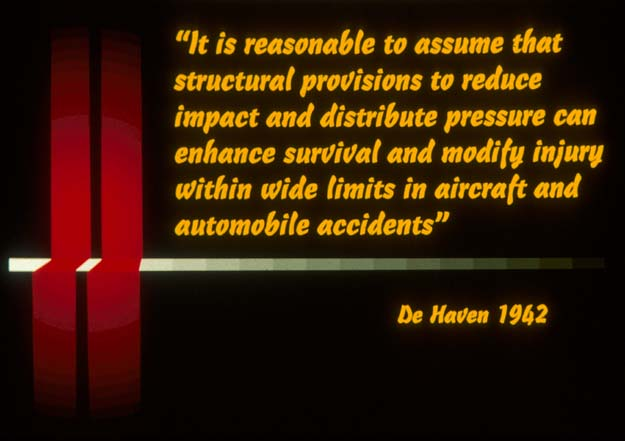 “It is reasonable to assume that
structural provisions to reduce
impact and distribute pressure can
enhance survival and modify injury
within wide limits in aircraft and
automobile accidents”
De Haven 1942